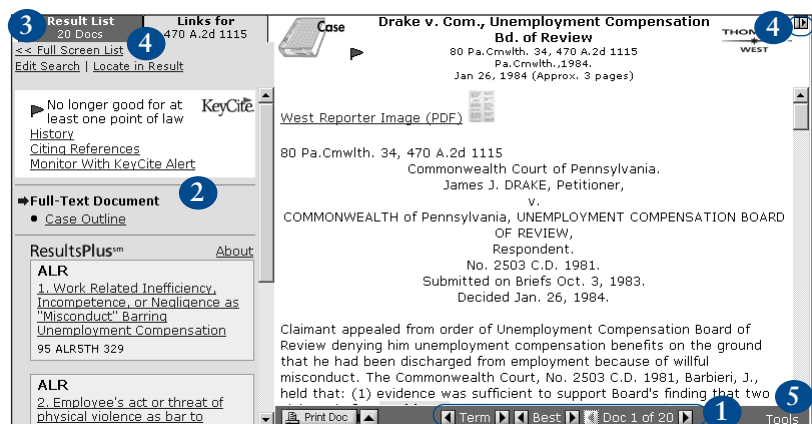 3
Result List
20 Docs
Links for
470 A.2d 1115
4
<< Full Screen List
Edit Search | Locate in Result
No longer good for at
least one point of law
KeyCite
History
Citing References
Monitor With KeyCite Alert
2
Full-Text Document
Case Outline
ResultsPlus℠
About
ALR
1. Work Related Inefficiency,
Incompetence, or Negligence as
"Misconduct" Barring
Unemployment Compensation
95 ALR5TH 329
ALR
2. Employee's act or threat of
physical violence as bar to
Case
Drake v. Com., Unemployment Compensation
Bd. of Review
80 Pa.Cmwlth. 34, 470 A.2d 1115
Pa.Cmwlth.,1984.
Jan 26, 1984 (Approx. 3 pages)
WEST
4
West Reporter Image (PDF)
80 Pa.Cmwlth. 34, 470 A.2d 1115
Commonwealth Court of Pennsylvania.
James J. DRAKE, Petitioner,
v.
COMMONWEALTH of Pennsylvania, UNEMPLOYMENT COMPENSATION BOARD
OF REVIEW,
Respondent.
No. 2503 C.D. 1981.
Submitted on Briefs Oct. 3, 1983.
Decided Jan. 26, 1984.
Claimant appealed from order of Unemployment Compensation Board of
Review denying him unemployment compensation benefits on the ground
that he had been discharged from employment because of willful
misconduct. The Commonwealth Court, No. 2503 C.D. 1981, Barbieri, J.,
held that: (1) evidence was sufficient to support Board's finding that two
Print Doc
Term
Best
Doc 1 of 20
1
5
Tools